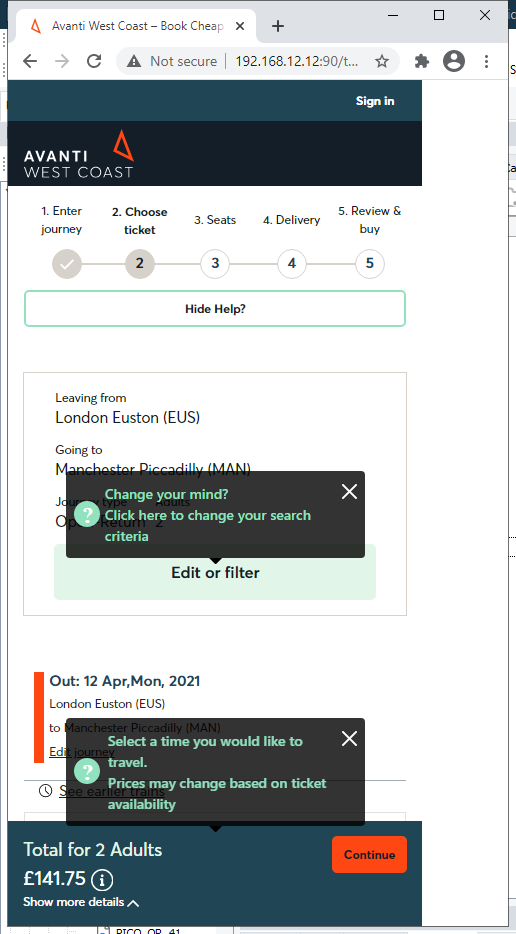 Avanti West Coast – Book Cheap
Not secure | 192.168.12.12:90/t...
Sign in
AVANTI
WEST COAST
1. Enter journey
2. Choose ticket
3. Seats
4. Delivery
5. Review & buy
2
3
4
5
Hide Help?
Leaving from
London Euston (EUS)
Going to
Manchester Piccadilly (MAN)
Journey type Adults
Open Return 2
Change your mind?
Click here to change your search
criteria
Edit or filter
Out: 12 Apr,Mon, 2021
London Euston (EUS)
to Manchester Piccadilly (MAN)
Edit journey
See earlier trains
Select a time you would like to
travel.
Prices may change based on ticket
availability
Total for 2 Adults
£141.75
Continue
Show more details